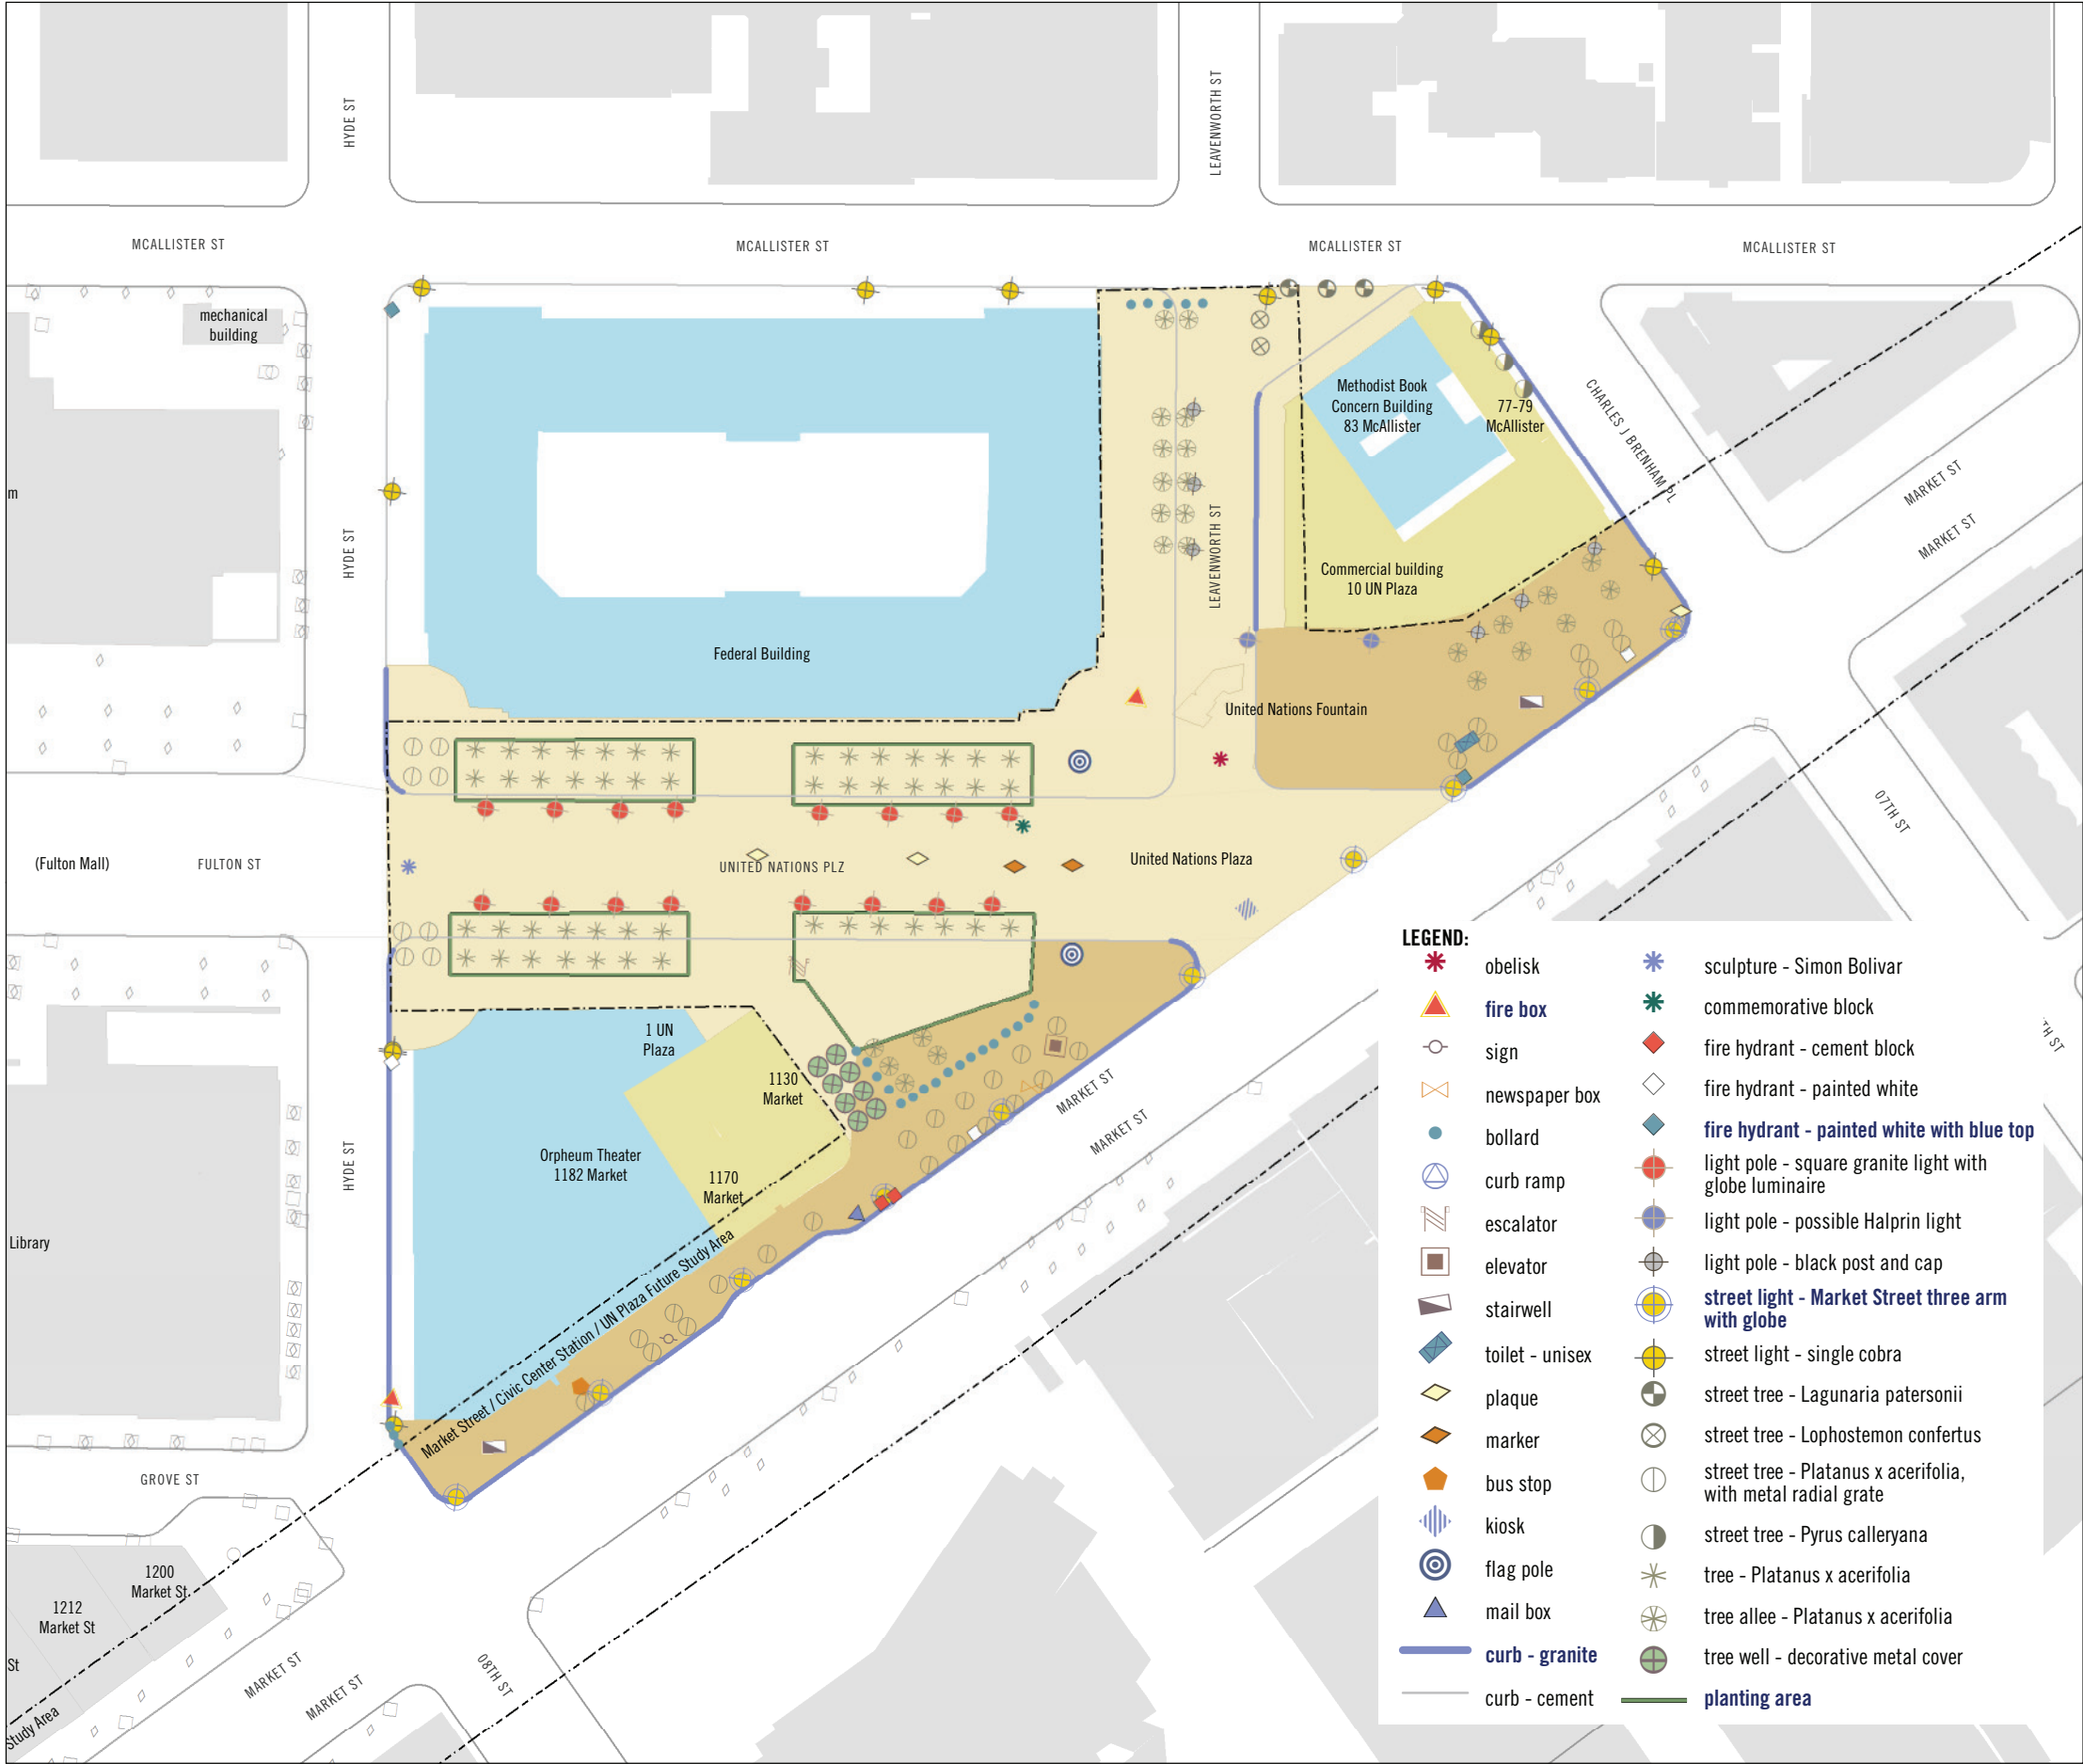 HYDE ST
LEAVENWORTH ST
MCALLISTER ST
MCALLISTER ST
MCALLISTER ST
MCALLISTER ST
mechanical
building
Methodist Book
Concern Building
83 McAllister
77-79
McAllister
CHARLES J BRENHAM PL
MARKET ST
MARKET ST
m
HYDE ST
LEAVENWORTH ST
Commercial building
10 UN Plaza
Federal Building
United Nations Fountain
07TH ST
(Fulton Mall)
FULTON ST
UNITED NATIONS PLZ
United Nations Plaza
1 UN
Plaza
1130
Market
MARKET ST
MARKET ST
Orpheum Theater
1182 Market
1170
Market
HYDE ST
Library
Market Street / Civic Center Station / UN Plaza Future Study Area
GROVE ST
1200
Market St
1212
Market St
St
Study Area
MARKET ST
MARKET ST
08TH ST
TH ST
LEGEND:
obelisk
fire box
sign
newspaper box
bollard
curb ramp
escalator
elevator
stairwell
toilet - unisex
plaque
marker
bus stop
kiosk
flag pole
mail box
curb - granite
curb - cement
sculpture - Simon Bolivar
commemorative block
fire hydrant - cement block
fire hydrant - painted white
fire hydrant - painted white with blue top
light pole - square granite light with
globe luminaire
light pole - possible Halprin light
light pole - black post and cap
street light - Market Street three arm
with globe
street light - single cobra
street tree - Lagunaria patersonii
street tree - Lophostemon confertus
street tree - Platanus x acerifolia,
with metal radial grate
street tree - Pyrus calleryana
tree - Platanus x acerifolia
tree allee - Platanus x acerifolia
tree well - decorative metal cover
planting area